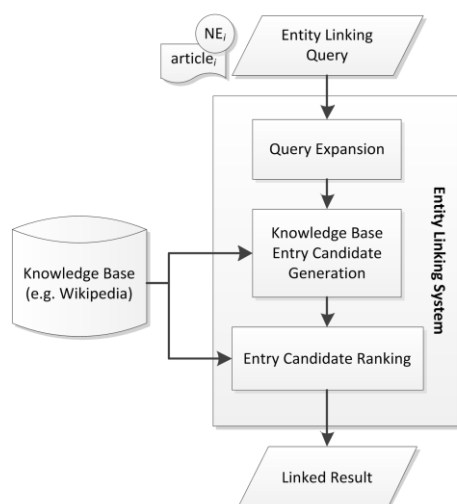 NEi
articlei
Entity Linking
Query
Query Expansion
Knowledge Base
Entry Candidate
Generation
Knowledge Base
(e.g. Wikipedia)
Entry Candidate Ranking
Entity Linking System
Linked Result